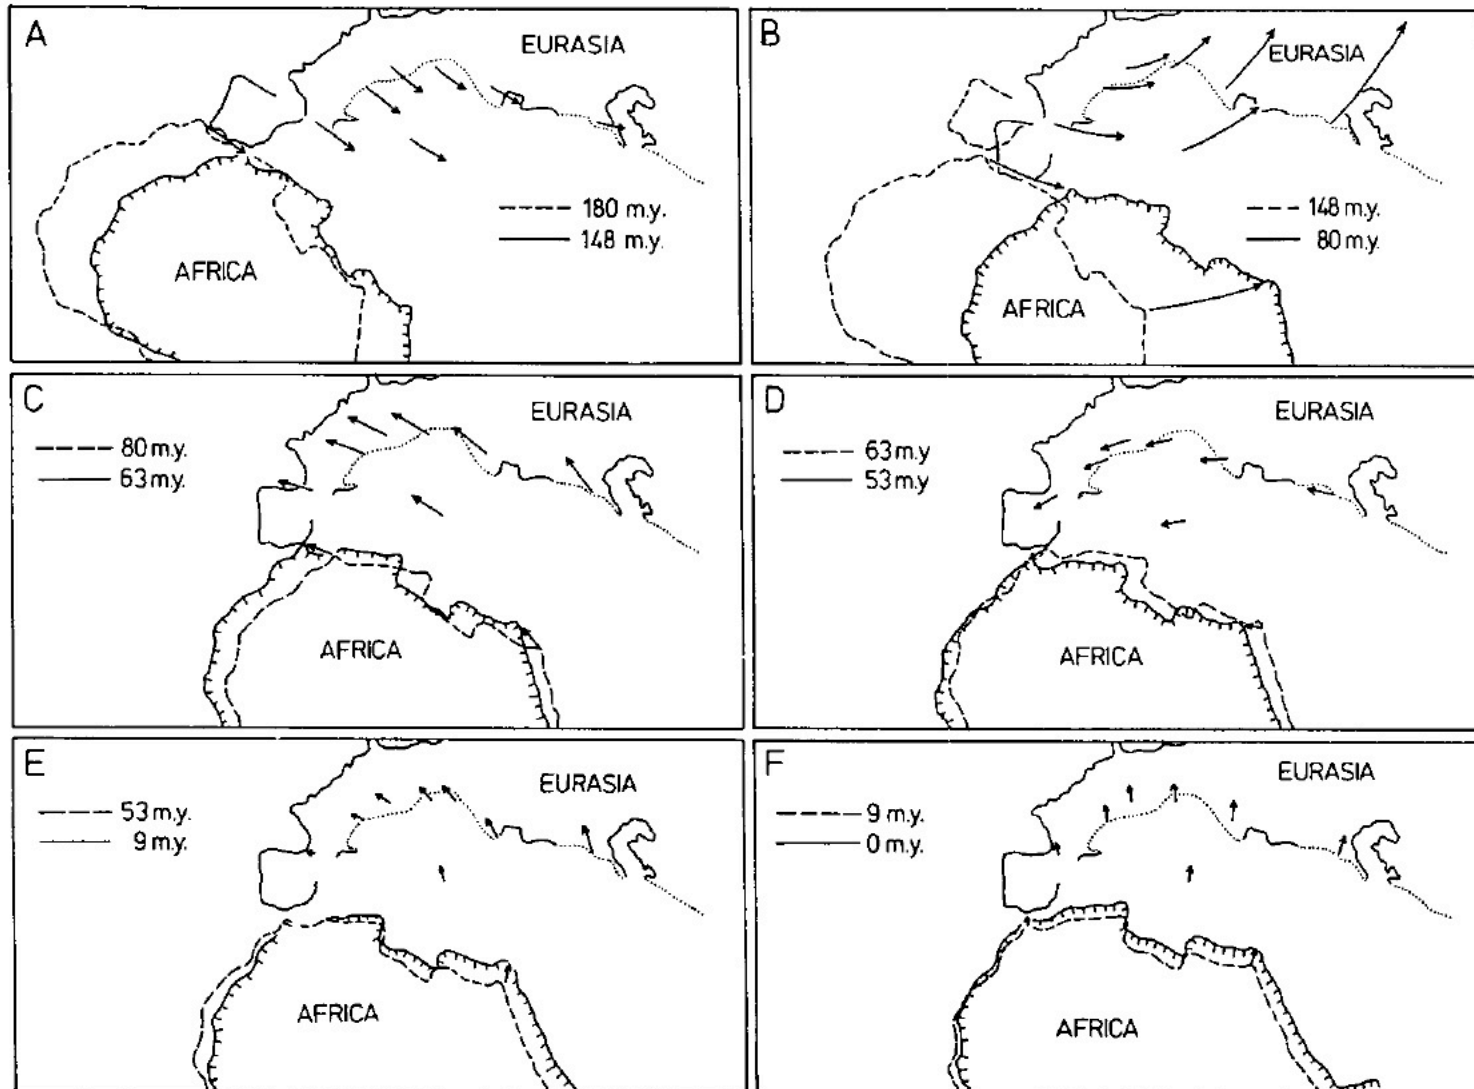 A
EURASIA
180 m.y.
148 m.y.
AFRICA
B
EURASIA
148 m.y.
80 m.y.
AFRICA
C
EURASIA
80 m.y.
63 m.y.
AFRICA
D
EURASIA
63 m.y
53 m.y
AFRICA
E
EURASIA
53 m.y.
9 m.y.
AFRICA
F
EURASIA
9 m.y.
0 m.y.
AFRICA